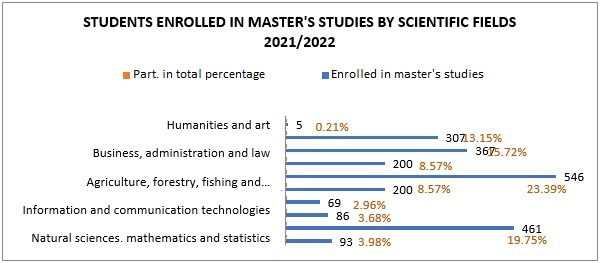 STUDENTS ENROLLED IN MASTER'S STUDIES BY SCIENTIFIC FIELDS
2021/2022
Part. in total percentage Enrolled in master's studies
Humanities and art 5 0.21%
307 13.15%
Business, administration and law 367 15.72%
200 8.57%
Agriculture, forestry, fishing and... 546
200 8.57% 23.39%
69 2.96%
Information and communication technologies 86 3.68%
461
Natural sciences. mathematics and statistics 19.75%
93 3.98%